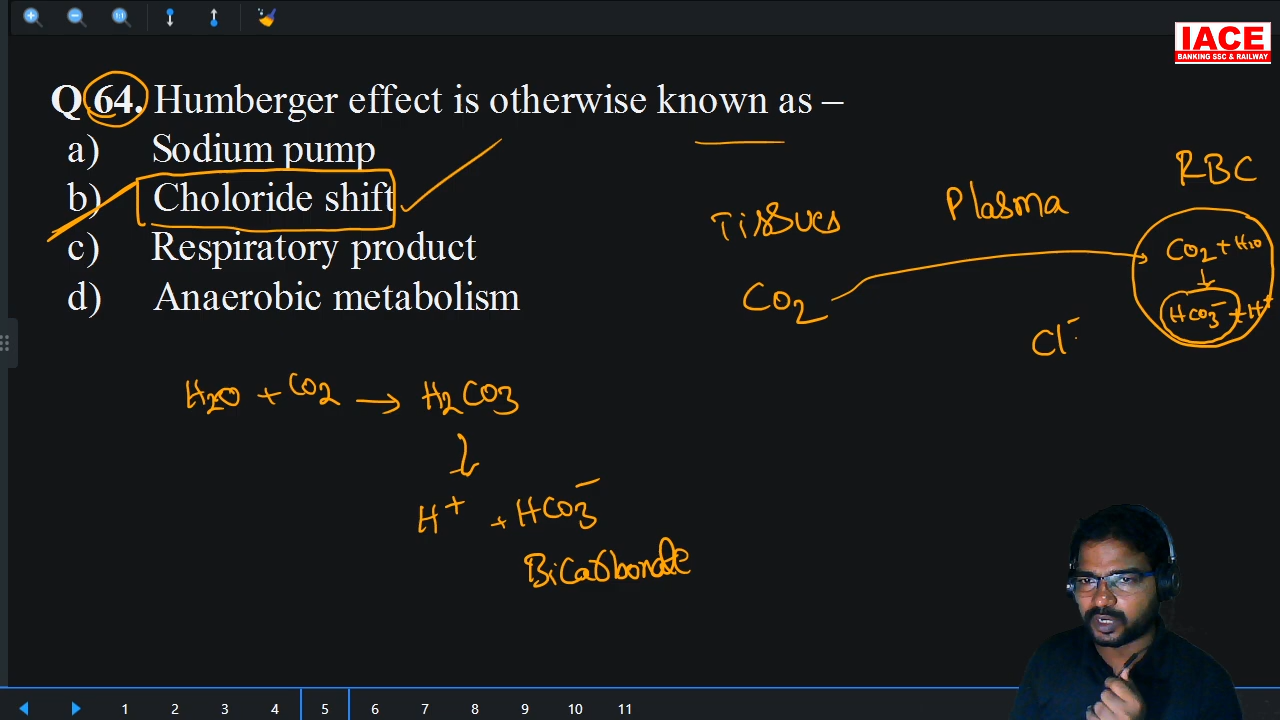 IACE
BANKING SSC & RAILWAY
Q.64. Humberger effect is otherwise known as –
a) Sodium pump
b) Choloride shift
c) Respiratory product
d) Anaerobic metabolism
RBC
Plasma
Tissues
CO2 + H2O
CO2
HCO3⁻ + H⁺
Cl⁻
H2O + CO2 → H2CO3
H⁺ + HCO3⁻
Bicarbonate
1 2 3 4 5 6 7 8 9 10 11